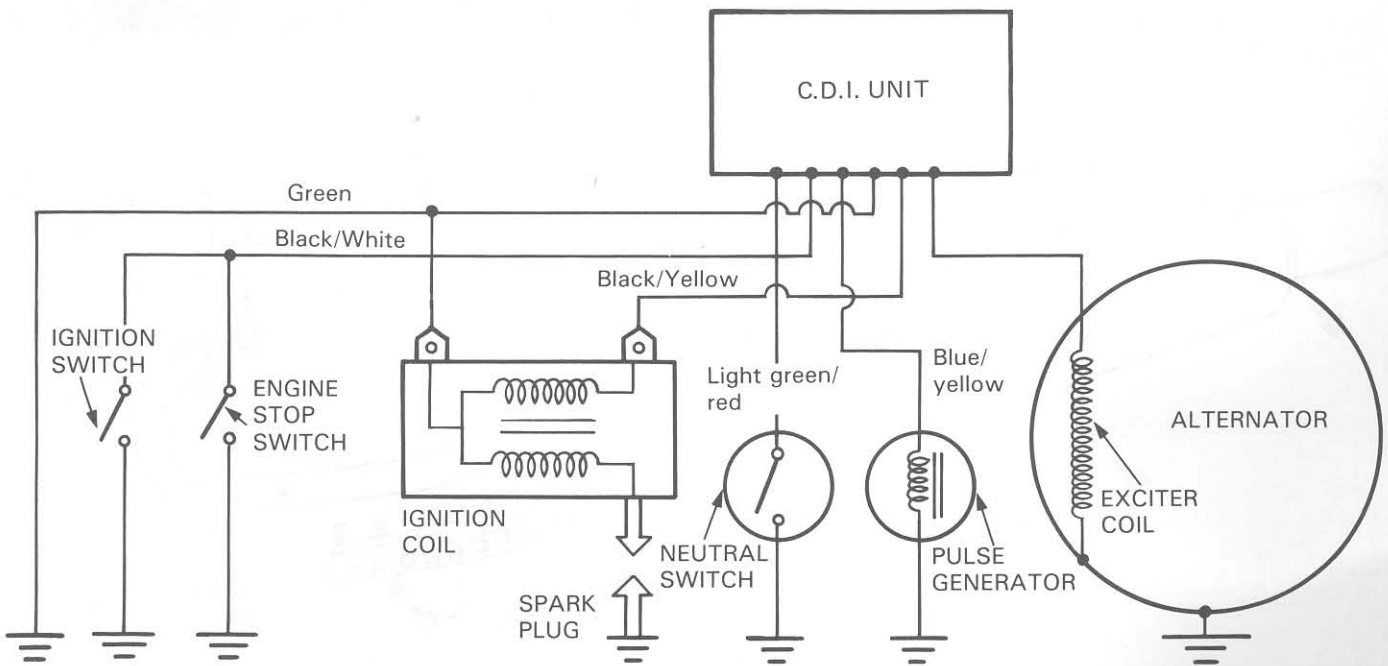 C.D.I. UNIT
Green
Black/White
Black/Yellow
IGNITION
SWITCH
ENGINE
STOP
SWITCH
Light green/
red
Blue/
yellow
ALTERNATOR
EXCITER
COIL
IGNITION
COIL
NEUTRAL
SWITCH
PULSE
GENERATOR
SPARK
PLUG